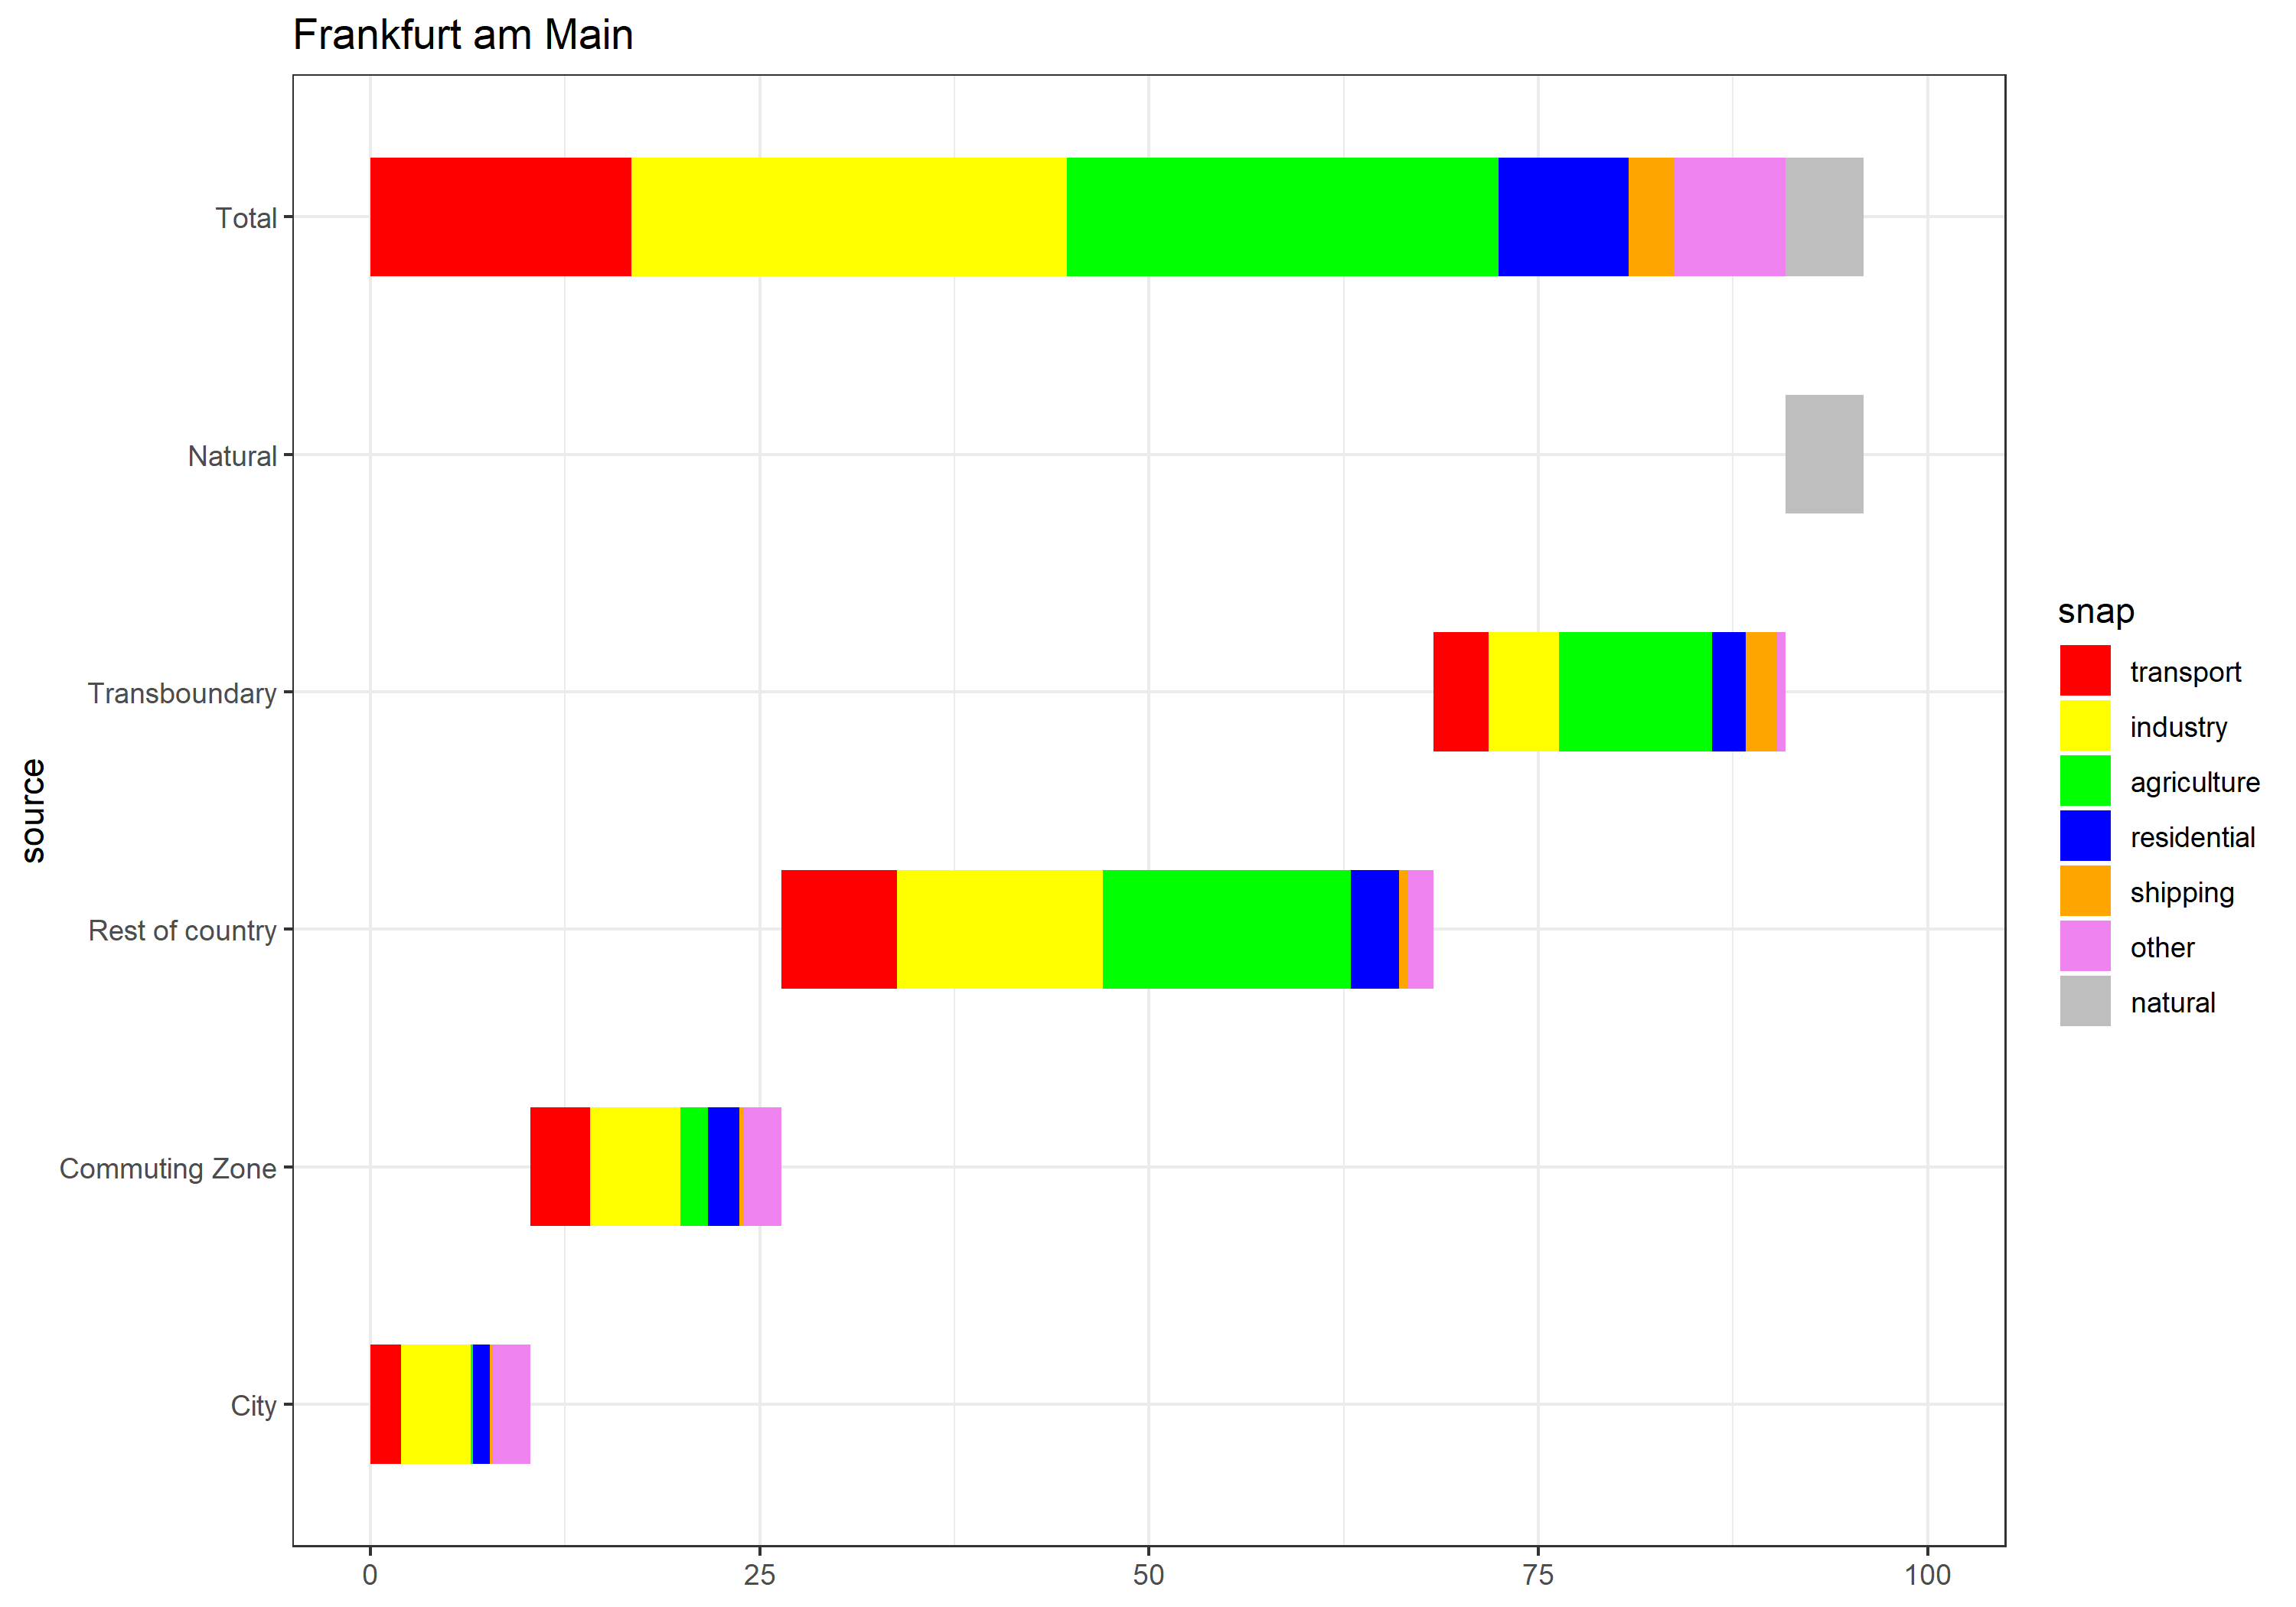 Frankfurt am Main
Total
Natural
Transboundary
Rest of country
Commuting Zone
City
source
0 25 50 75 100
snap
transport
industry
agriculture
residential
shipping
other
natural